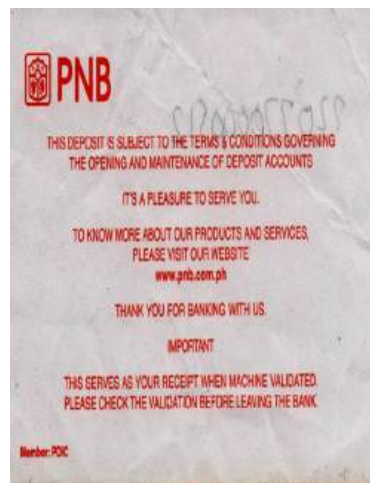 PNB
THIS DEPOSIT IS SUBJECT TO THE TERMS & CONDITIONS GOVERNING
THE OPENING AND MAINTENANCE OF DEPOSIT ACCOUNTS
IT'S A PLEASURE TO SERVE YOU.
TO KNOW MORE ABOUT OUR PRODUCTS AND SERVICES,
PLEASE VISIT OUR WEBSITE
www.pnb.com.ph
THANK YOU FOR BANKING WITH US.
IMPORTANT
THIS SERVES AS YOUR RECEIPT WHEN MACHINE VALIDATED.
PLEASE CHECK THE VALIDATION BEFORE LEAVING THE BANK
Member: PDIC